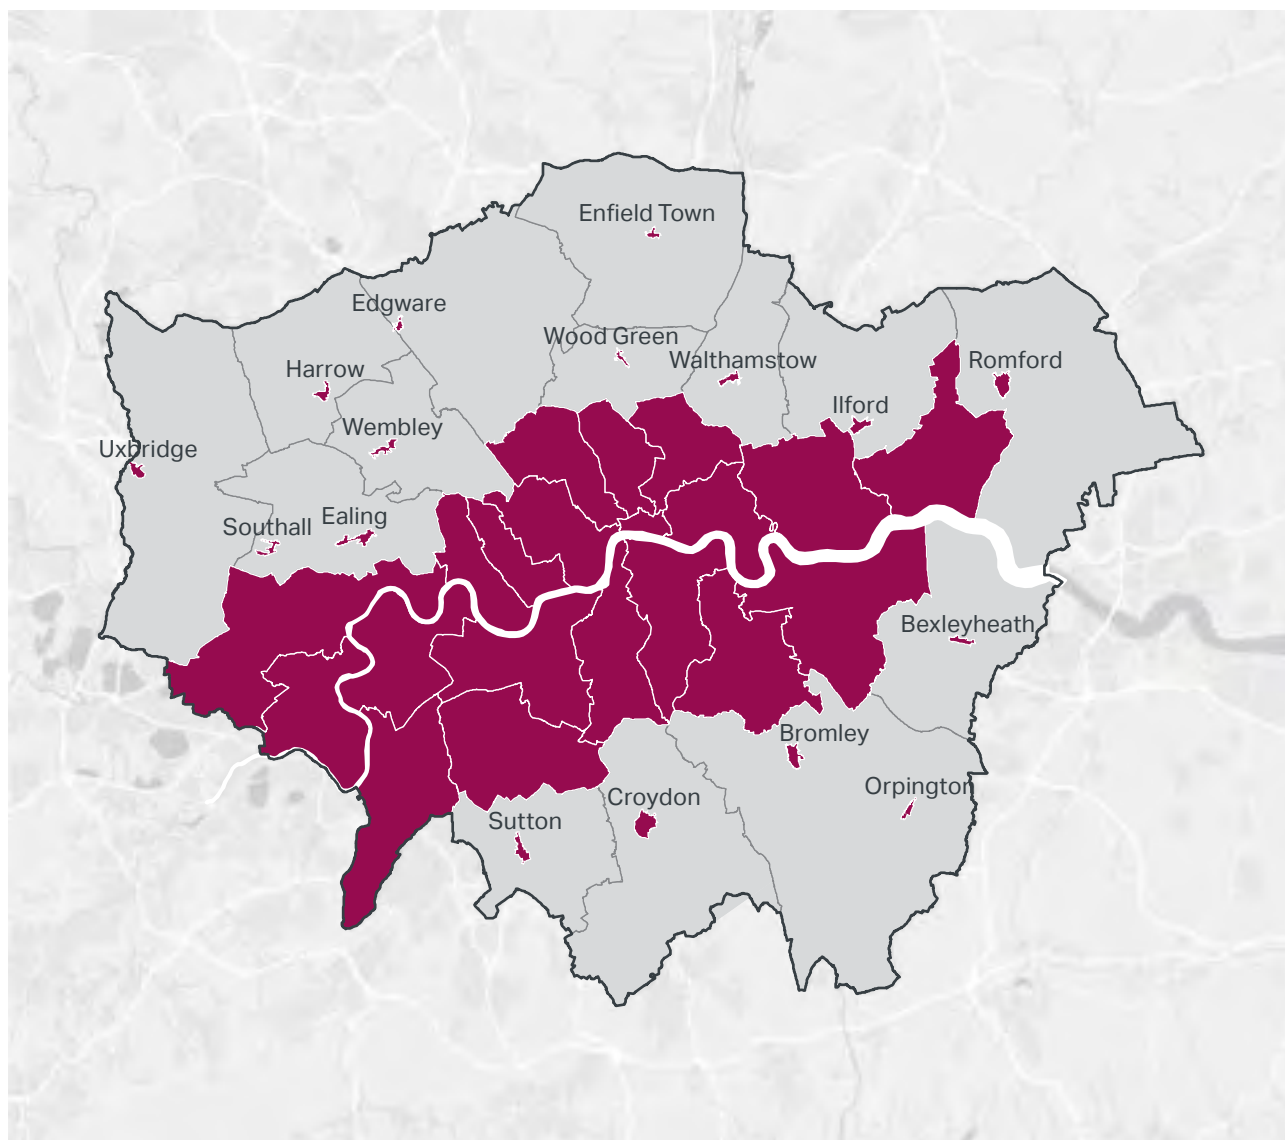 Enfield Town
Edgware
Wood Green
Walthamstow
Romford
Harrow
Ilford
Wembley
Uxbridge
Southall
Ealing
Bexleyheath
Bromley
Orpington
Croydon
Sutton